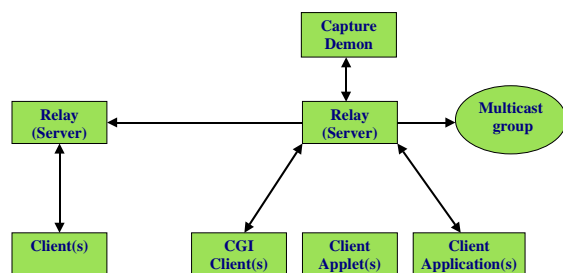 Capture
Demon
Relay
(Server)
Relay
(Server)
Multicast
group
Client(s)
CGI
Client(s)
Client
Applet(s)
Client
Application(s)